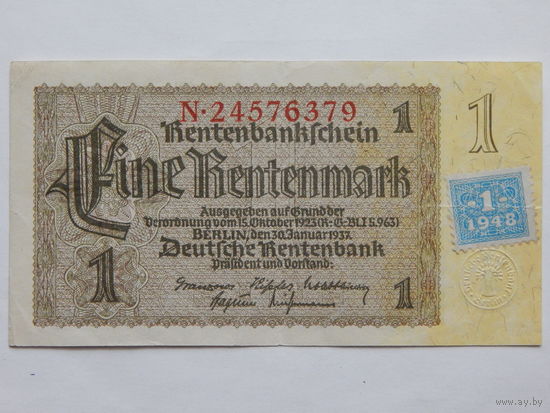 N·24576379
Rentenbankschein
1
1
Eine Rentenmark
Ausgegeben auf Grund der
Verordnung vom 15. Oktober 1923 (R.-G.-Bl. I S. 963)
BERLIN, den 30. Januar 1937
Deutsche Rentenbank
Präsident und Vorstand:
1
1
1
1948
www.ay.by